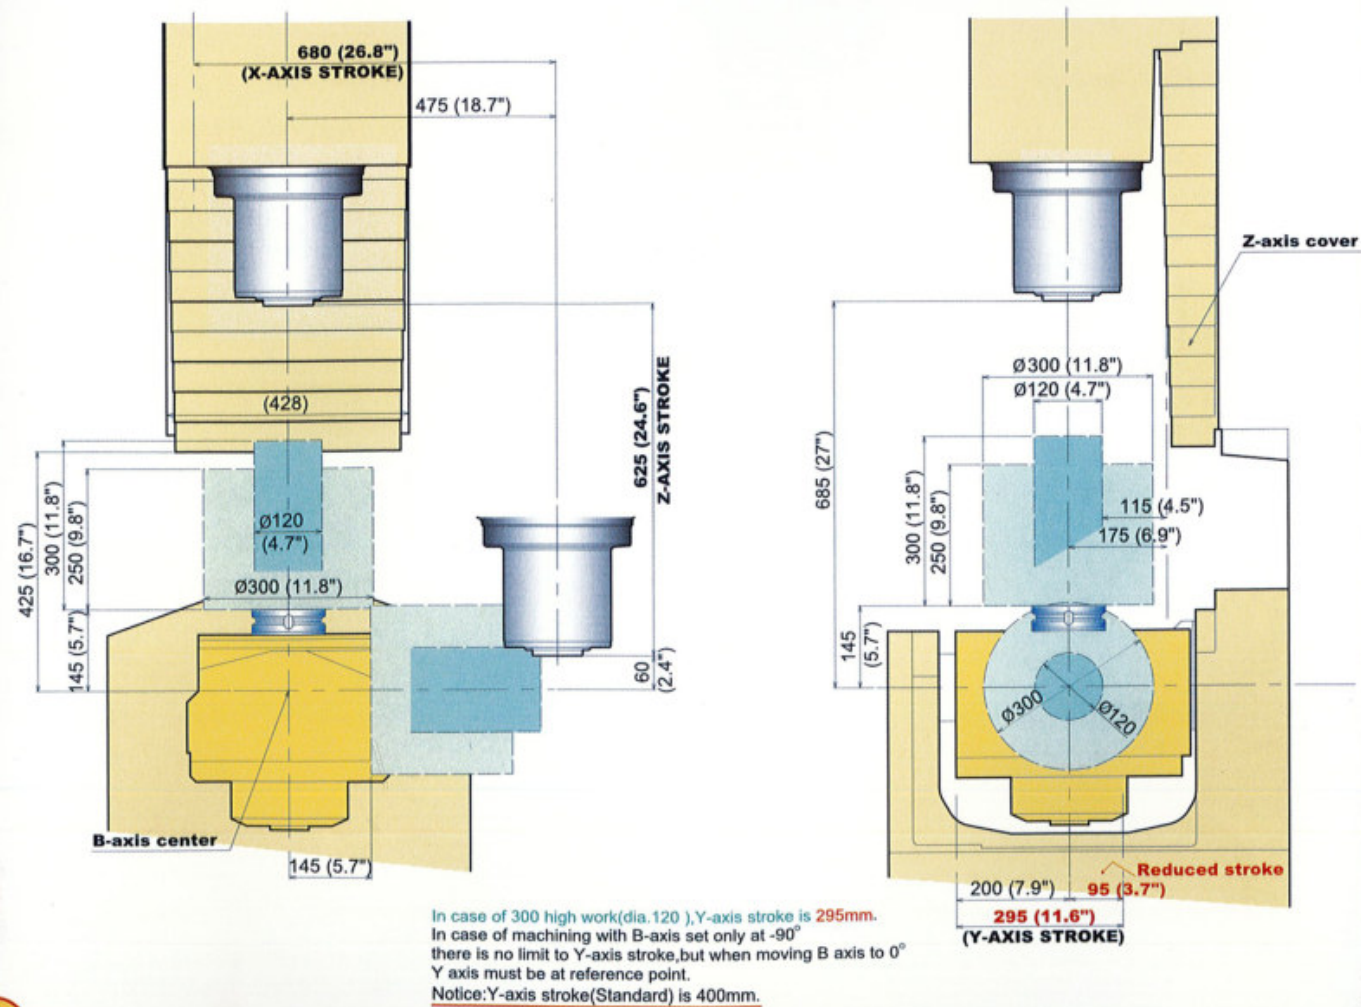 680 (26.8")
(X-AXIS STROKE)
475 (18.7")
(428)
625 (24.6")
Z-AXIS STROKE
425 (16.7")
300 (11.8")
250 (9.8")
145 (5.7")
Ø120
(4.7")
Ø300 (11.8")
60
(2.4")
B-axis center
145 (5.7")
Z-axis cover
Ø300 (11.8")
Ø120 (4.7")
685 (27")
300 (11.8")
250 (9.8")
115 (4.5")
175 (6.9")
145
(5.7")
Ø300
Ø120
Reduced stroke
200 (7.9")
95 (3.7")
295 (11.6")
(Y-AXIS STROKE)
In case of 300 high work(dia.120 ),Y-axis stroke is 295mm.
In case of machining with B-axis set only at -90°
there is no limit to Y-axis stroke,but when moving B axis to 0°
Y axis must be at reference point.
Notice:Y-axis stroke(Standard) is 400mm.